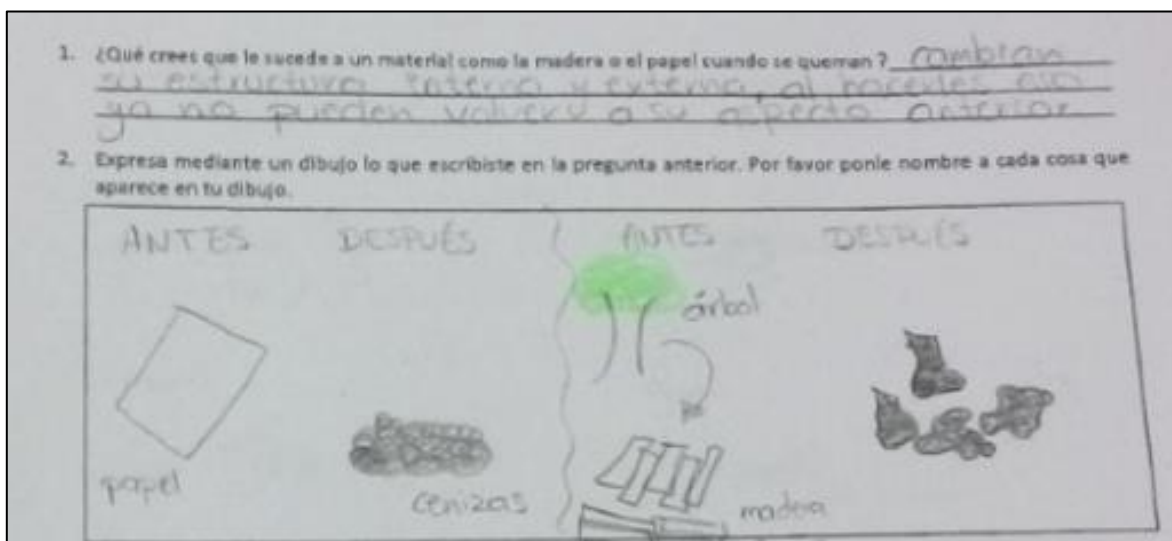 1. ¿Qué crees que le sucede a un material como la madera o el papel cuando se queman ? cambian
su estructura interna y externa, al hacerles eso
ya no pueden volver a su aspecto anterior
2. Expresa mediante un dibujo lo que escribiste en la pregunta anterior. Por favor ponle nombre a cada cosa que
aparece en tu dibujo.
ANTES DESPUÉS ANTES DESPUÉS
árbol
papel cenizas madera